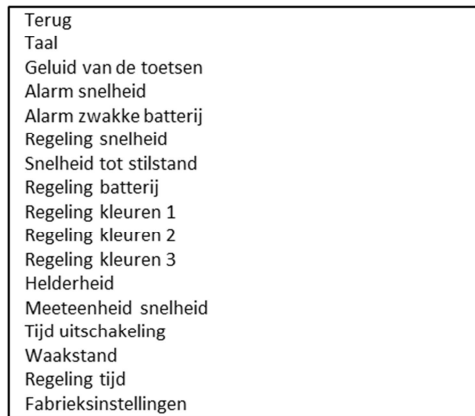 Terug
Taal
Geluid van de toetsen
Alarm snelheid
Alarm zwakke batterij
Regeling snelheid
Snelheid tot stilstand
Regeling batterij
Regeling kleuren 1
Regeling kleuren 2
Regeling kleuren 3
Helderheid
Meeteenheid snelheid
Tijd uitschakeling
Waakstand
Regeling tijd
Fabrieksinstellingen